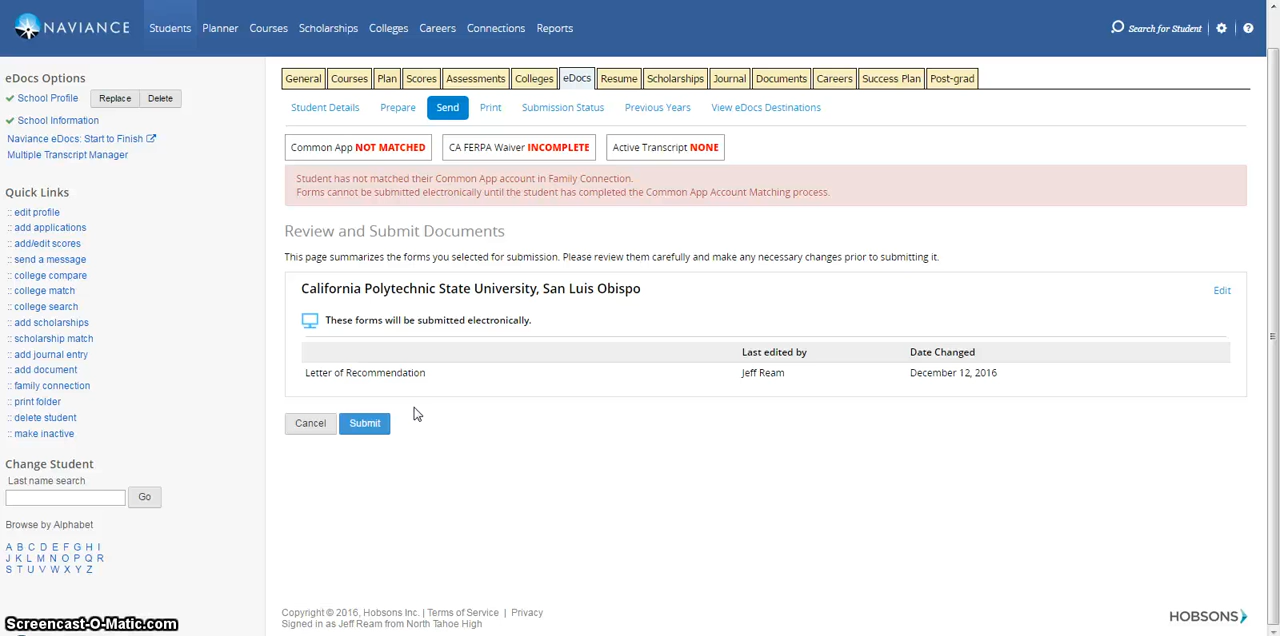 NAVIANCE
Students Planner Courses Scholarships Colleges Careers Connections Reports
Search for Student
eDocs Options
School Profile Replace Delete
School Information
Naviance eDocs: Start to Finish
Multiple Transcript Manager
Quick Links
:: edit profile
:: add applications
:: add/edit scores
:: send a message
:: college compare
:: college match
:: college search
:: add scholarships
:: scholarship match
:: add journal entry
:: add document
:: family connection
:: print folder
:: delete student
:: make inactive
Change Student
Last name search
Go
Browse by Alphabet
A B C D E F G H I
J K L M N O P Q R
S T U V W X Y Z
General Courses Plan Scores Assessments Colleges eDocs Resume Scholarships Journal Documents Careers Success Plan Post-grad
Student Details Prepare Send Print Submission Status Previous Years View eDocs Destinations
Common App NOT MATCHED CA FERPA Waiver INCOMPLETE Active Transcript NONE
Student has not matched their Common App account in Family Connection.
Forms cannot be submitted electronically until the student has completed the Common App Account Matching process.
Review and Submit Documents
This page summarizes the forms you selected for submission. Please review them carefully and make any necessary changes prior to submitting it.
California Polytechnic State University, San Luis Obispo Edit
These forms will be submitted electronically.
Last edited by Date Changed
Letter of Recommendation Jeff Ream December 12, 2016
Cancel Submit
Copyright © 2016, Hobsons Inc. | Terms of Service | Privacy
Signed in as Jeff Ream from North Tahoe High
HOBSONS
Screencast-O-Matic.com